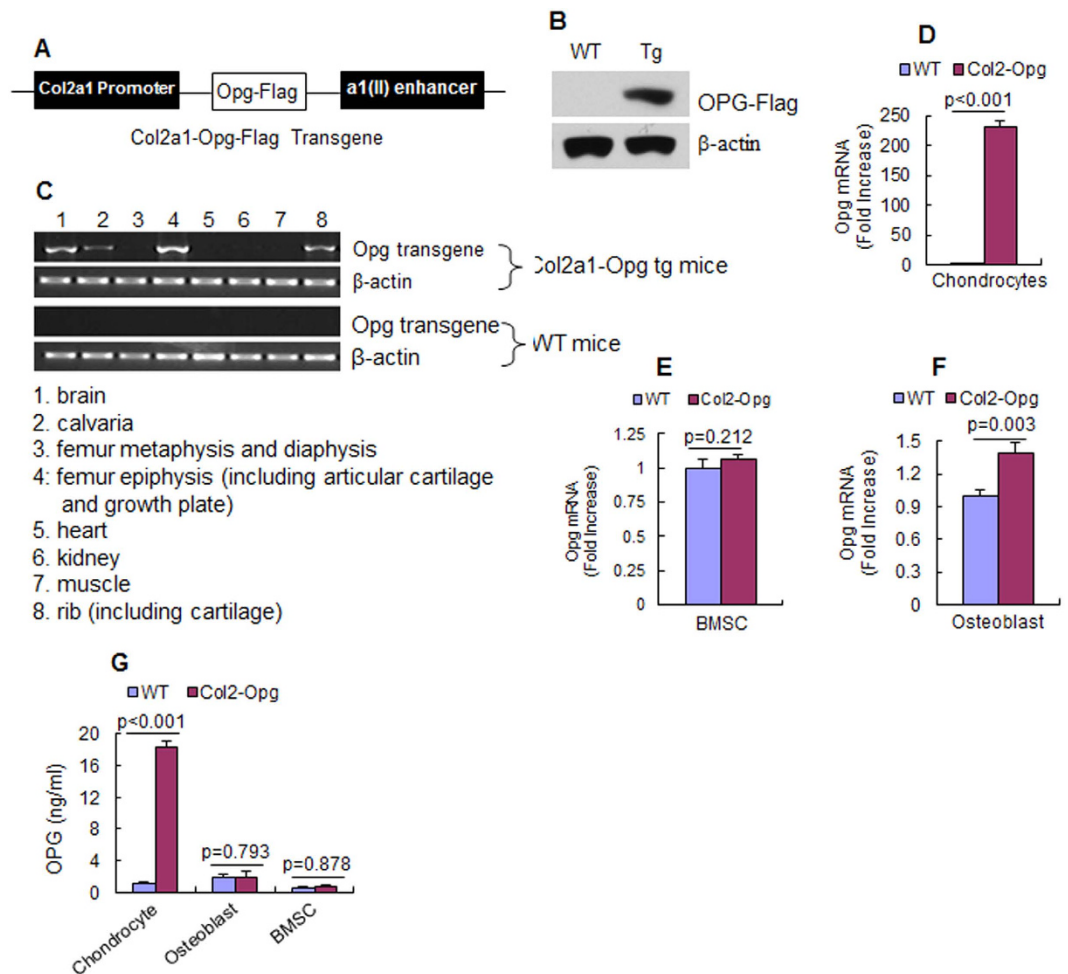 A
Col2a1 Promoter
Opg-Flag
a1(II) enhancer
Col2a1-Opg-Flag Transgene
B
WT Tg
OPG-Flag
β-actin
C
1 2 3 4 5 6 7 8
Opg transgene
β-actin
Col2a1-Opg tg mice
Opg transgene
β-actin
WT mice
1. brain
2. calvaria
3. femur metaphysis and diaphysis
4: femur epiphysis (including articular cartilage
and growth plate)
5. heart
6. kidney
7. muscle
8. rib (including cartilage)
D
WT Col2-Opg
p<0.001
Opg mRNA
(Fold Increase)
250
200
150
100
50
0
Chondrocytes
E
WT Col2-Opg
p=0.212
Opg mRNA
(Fold Increase)
1.25
1
0.75
0.5
0.25
0
BMSC
F
WT Col2-Opg
p=0.003
Opg mRNA
(Fold Increase)
1.5
1.2
0.9
0.6
0.3
0
Osteoblast
G
WT Col2-Opg
p<0.001
p=0.793
p=0.878
OPG (ng/ml)
20
16
12
8
4
0
Chondrocyte
Osteoblast
BMSC